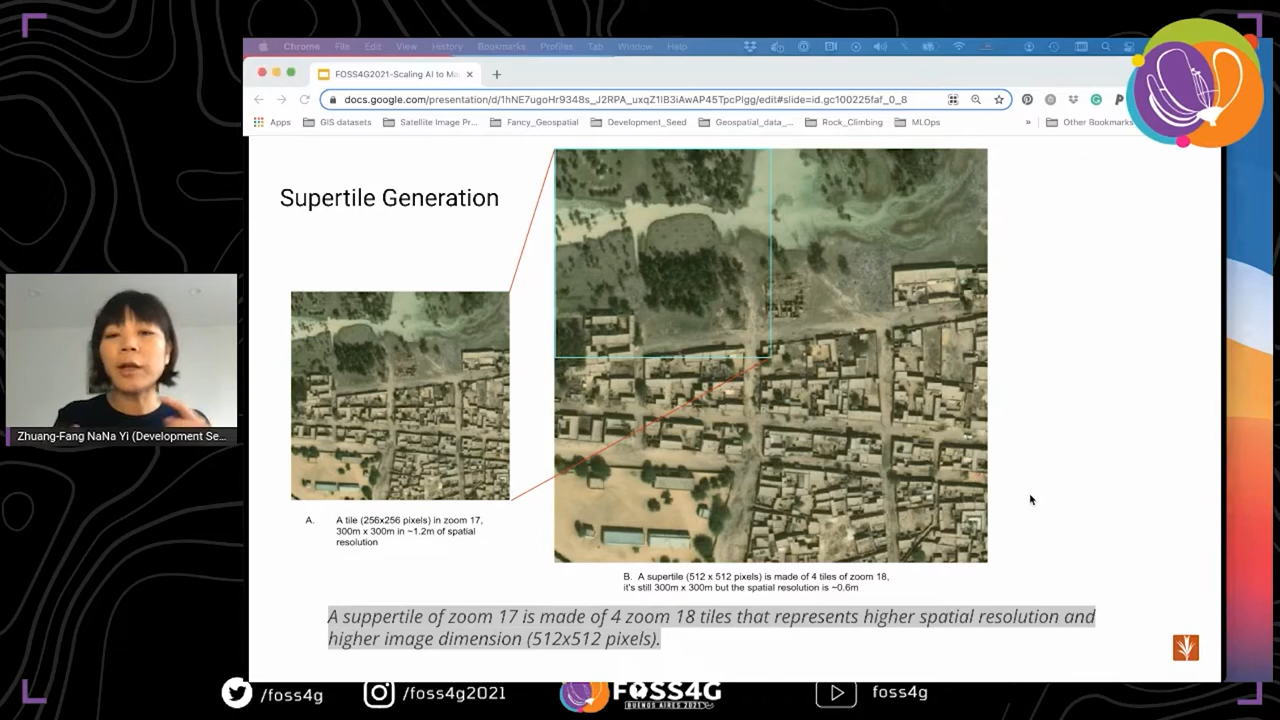 Chrome File Edit View History Bookmarks Profiles Tab Window Help
FOSS4G2021-Scaling AI to Ma
docs.google.com/presentation/d/1hNE7ugoHr9348s_J2RPA_uxqZ1IB3iAwAP45TpcPlgg/edit#slide=id.gc100225faf_0_8
Apps GIS datasets Satellite Image Pr... Fancy_Geospatial Development_Seed Geospatial_data_... Rock_Climbing MLOps » Other Bookmarks
Supertile Generation
Zhuang-Fang NaNa Yi (Development Se...
A. A tile (256x256 pixels) in zoom 17,
300m x 300m in ~1.2m of spatial
resolution
B. A supertile (512 x 512 pixels) is made of 4 tiles of zoom 18,
it's still 300m x 300m but the spatial resolution is ~0.6m
A suppertile of zoom 17 is made of 4 zoom 18 tiles that represents higher spatial resolution and
higher image dimension (512x512 pixels).
/foss4g /foss4g2021 FOSS4G foss4g
BUENOS AIRES 2021